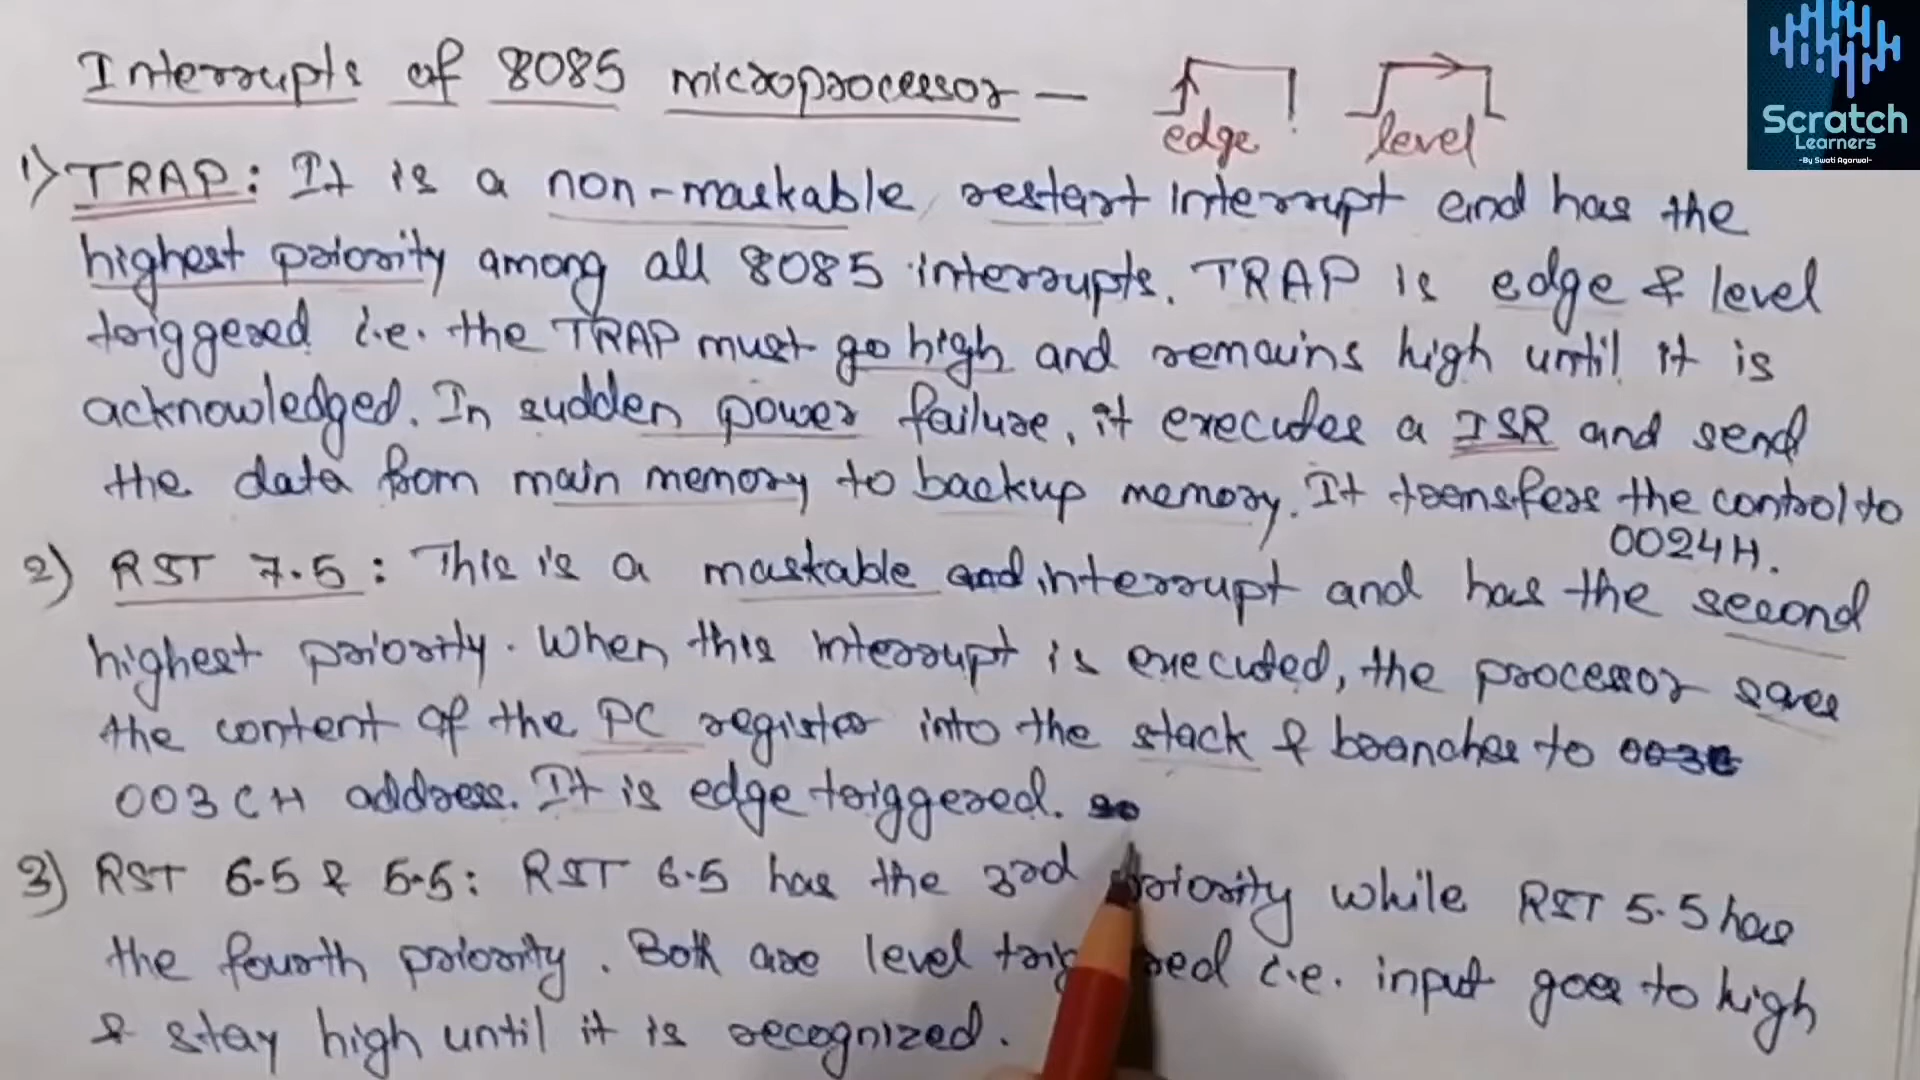 Interrupts of 8085 microprocessor —
edge level
Scratch
Learners
-By Swati Agarwal-
1) TRAP: It is a non-maskable, restart interrupt and has the
highest priority among all 8085 interrupts. TRAP is edge & level
triggered i.e. the TRAP must go high and remains high until it is
acknowledged. In sudden power failure, it executes a ISR and send
the data from main memory to backup memory. It transfers the control to
0024H.
2) RST 7.5: This is a maskable and interrupt and has the second
highest priority. When this interrupt is executed, the processor saves
the content of the PC register into the stack & branches to 003C
003CH address. It is edge triggered.
3) RST 6.5 & 5.5: RST 6.5 has the 3rd priority while RST 5.5 has
the fourth priority. Both are level triggered i.e. input goes to high
& stay high until it is recognized.